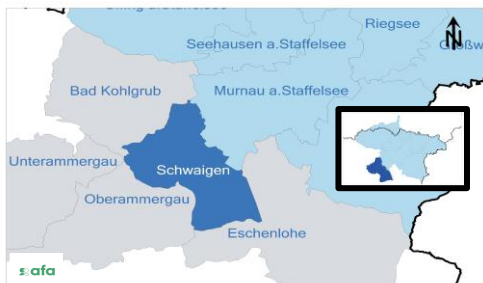 Riegsee
Seehausen a.Staffelsee
Bad Kohlgrub
Murnau a.Staffelsee
N
Unterammergau
Schwaigen
Oberammergau
Eschenlohe
safa